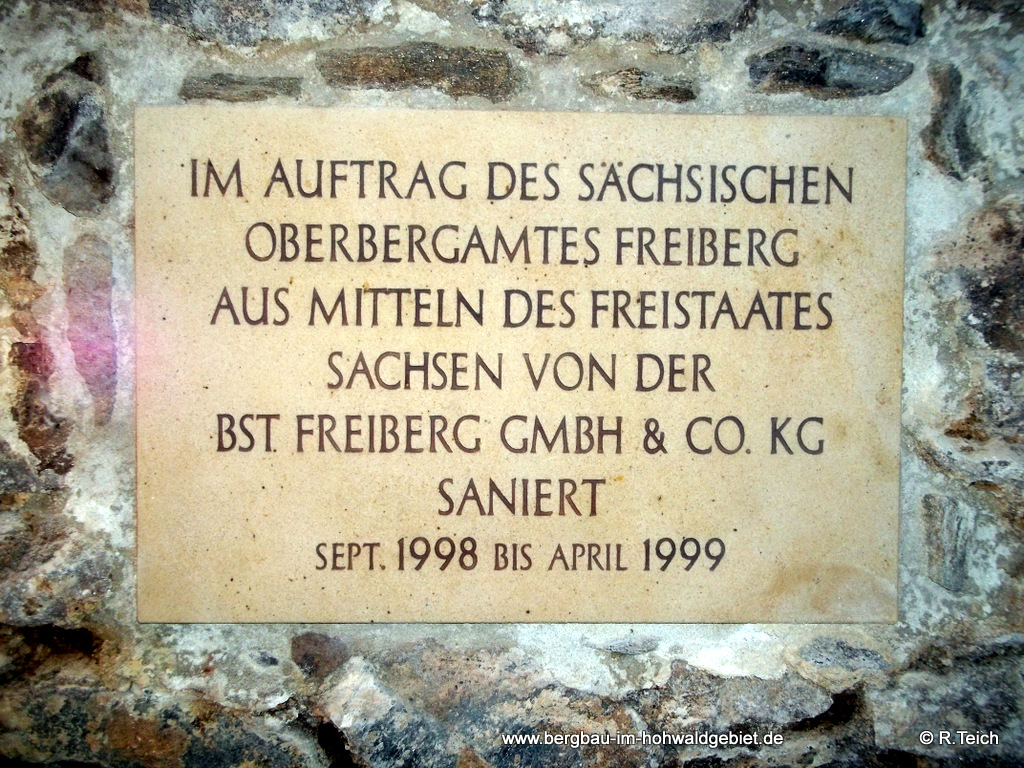 IM AUFTRAG DES SÄCHSISCHEN
OBERBERGAMTES FREIBERG
AUS MITTELN DES FREISTAATES
SACHSEN VON DER
BST FREIBERG GMBH & CO. KG
SANIERT
SEPT. 1998 BIS APRIL 1999
www.bergbau-im-hohwaldgebiet.de
© R.Teich